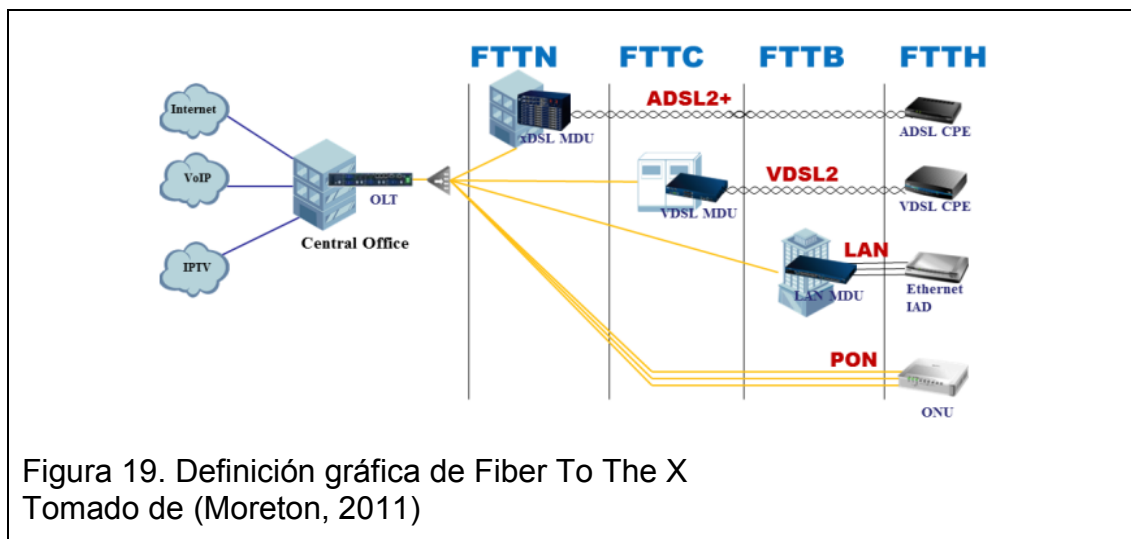 FTTN FTTC FTTB FTTH
Internet
VoIP
IPTV
OLT
Central Office
xDSL MDU
ADSL2+
ADSL CPE
VDSL MDU
VDSL2
VDSL CPE
LAN MDU
LAN
Ethernet
IAD
PON
ONU
Figura 19. Definición gráfica de Fiber To The X
Tomado de (Moreton, 2011)